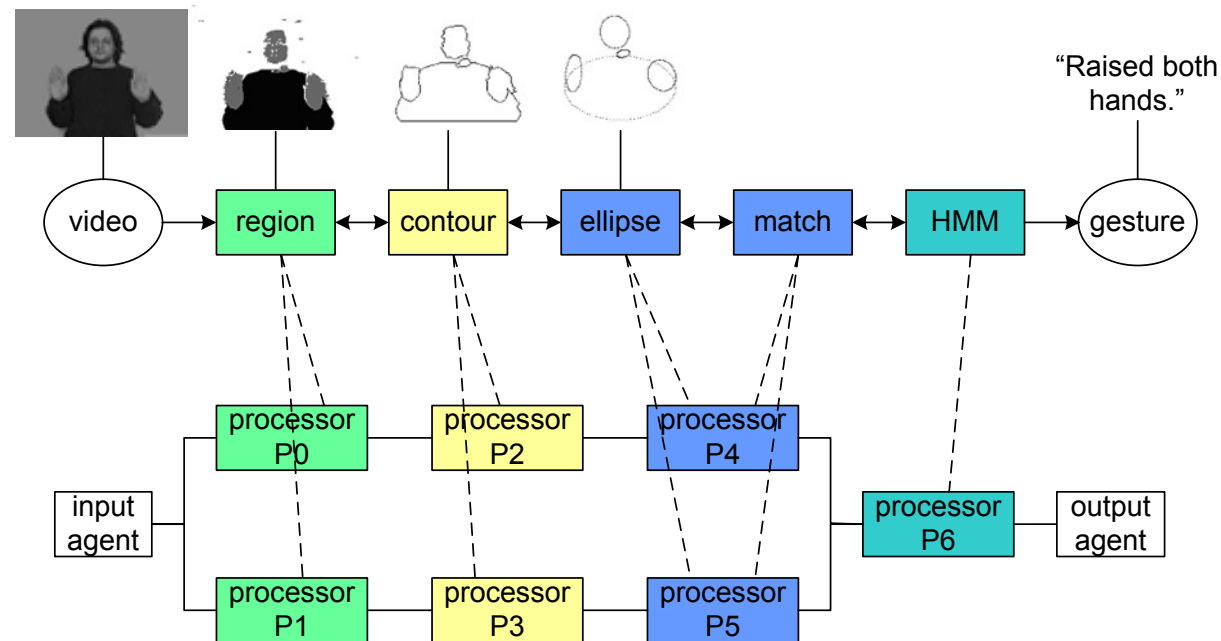 “Raised both
hands.”
video
region
contour
ellipse
match
HMM
gesture
processor
P0
processor
P2
processor
P4
input
agent
processor
P6
output
agent
processor
P1
processor
P3
processor
P5